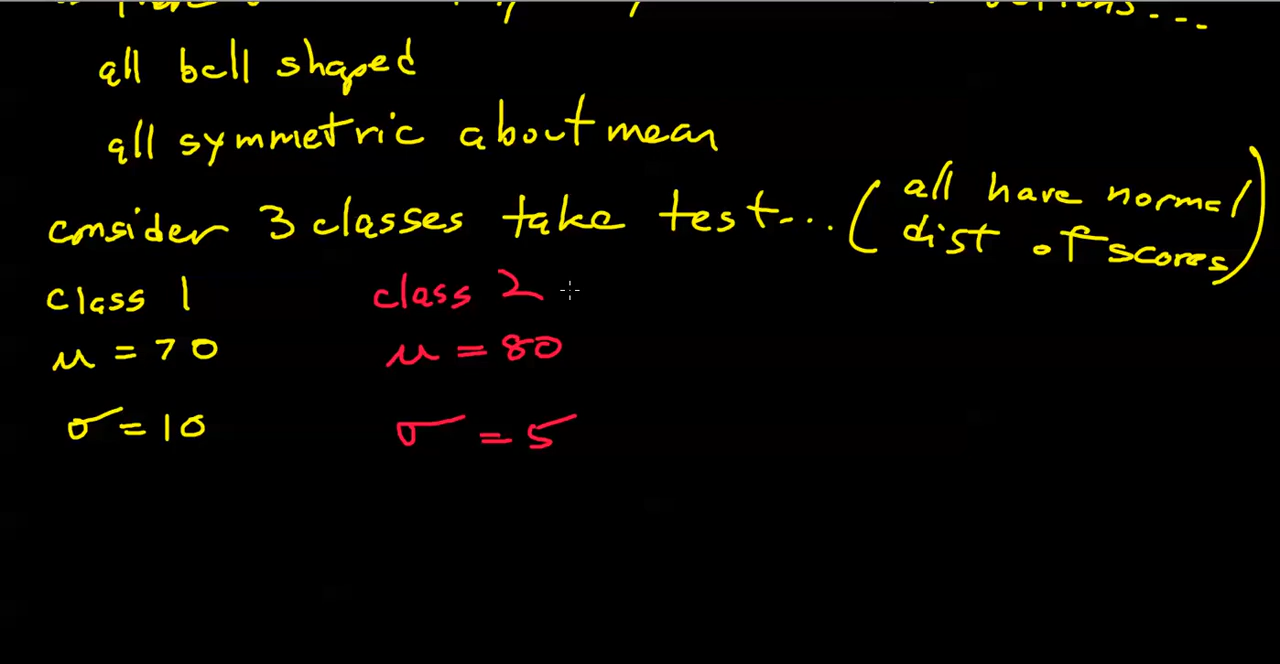 all bell shaped
all symmetric about mean
consider 3 classes take test... (all have normal
dist of scores)
class 1 class 2
μ = 70 μ = 80
σ = 10 σ = 5